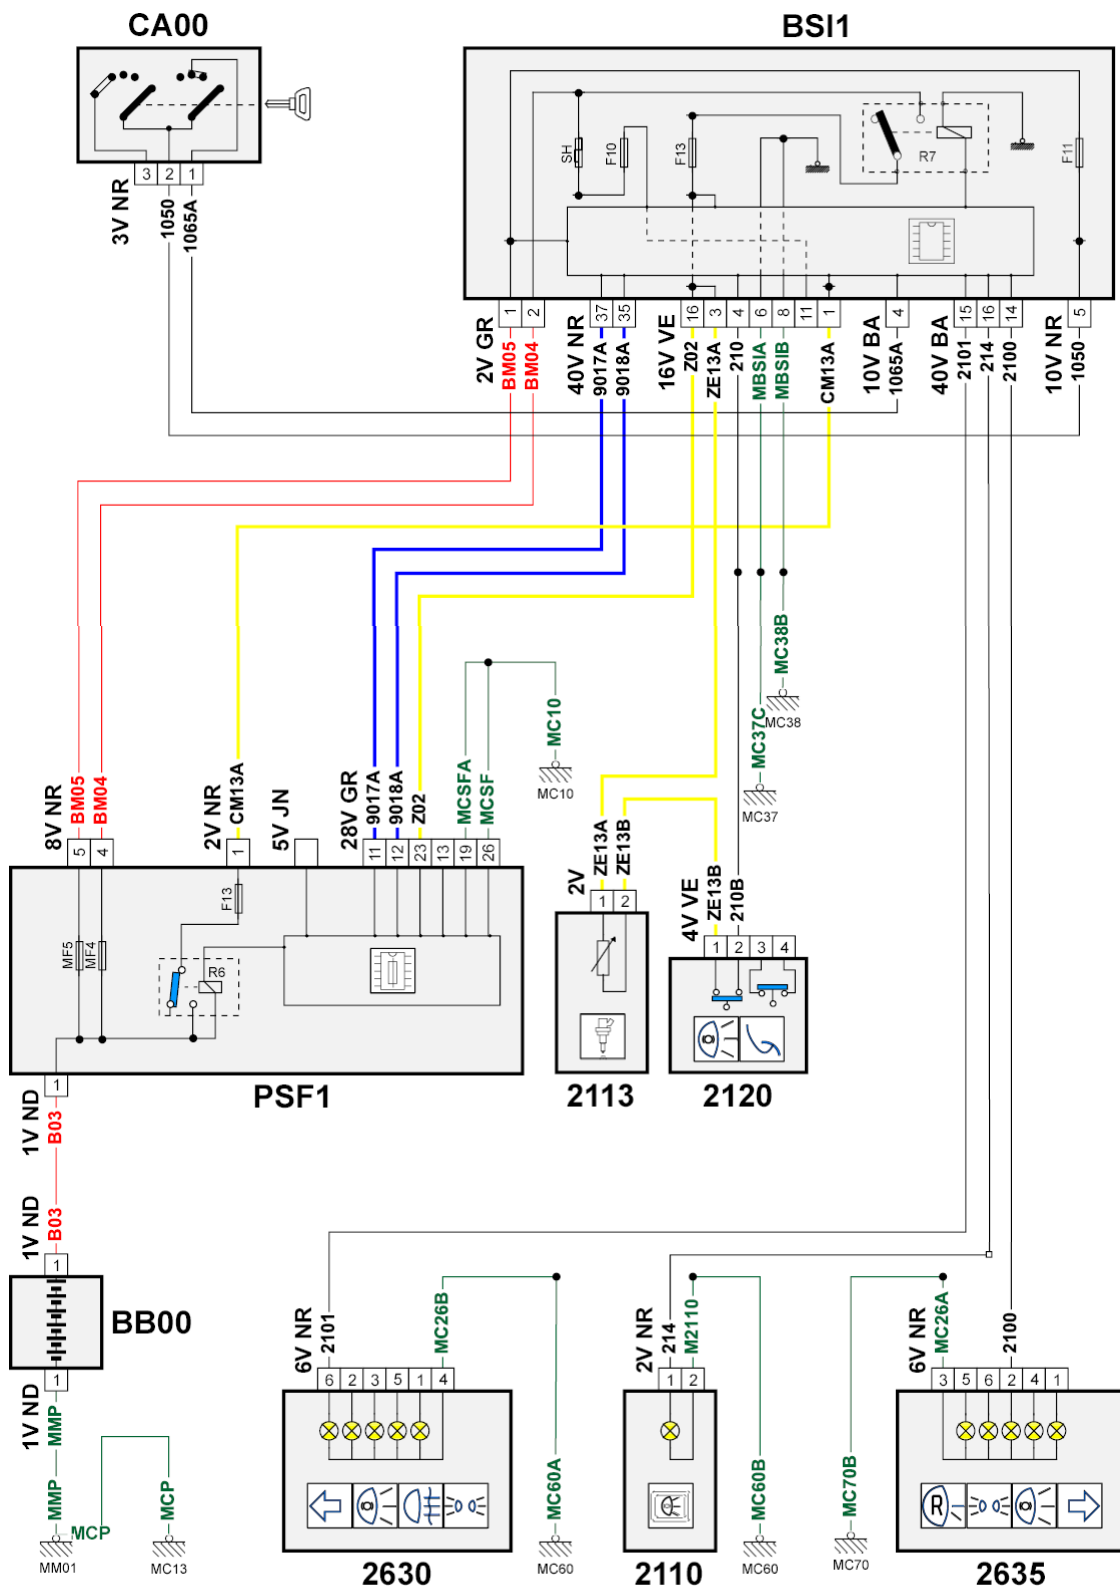 CA00
BSI1
SH
F10
F13
R7
F11
3 2 1
3V NR
1050
1065A
1 2
2V GR
BM05
BM04
37 35
40V NR
9017A
9018A
16 3 4 6 8 11 1
16V VE
Z02
ZE13A
210
MBSIA
MBSIB
CM13A
4
10V BA
1065A
15 16 14
40V BA
2101
214
2100
5
10V NR
1050
MC38B
MC38
MC37C
MC37
MC10
MC10
8V NR
BM05
BM04
5 4
2V NR
CM13A
1
5V JN
28V GR
9017A
9018A
Z02
MCSFA
MCSF
11 12 23 13 19 26
MF5
MF4
F13
R6
PSF1
2V
ZE13A
ZE13B
1 2
2113
4V VE
ZE13B
210B
1 2 3 4
2120
1
1V ND
B03
1V ND
B03
1
BB00
1
1V ND
MMP
MMP
MCP
MCP
MM01
MC13
6V NR
2101
MC26B
6 2 3 5 1 4
2630
MC60A
MC60
2V NR
214
M2110
1 2
2110
MC60B
MC60
MC70B
MC70
6V NR
MC26A
2100
3 5 6 2 4 1
R
2635